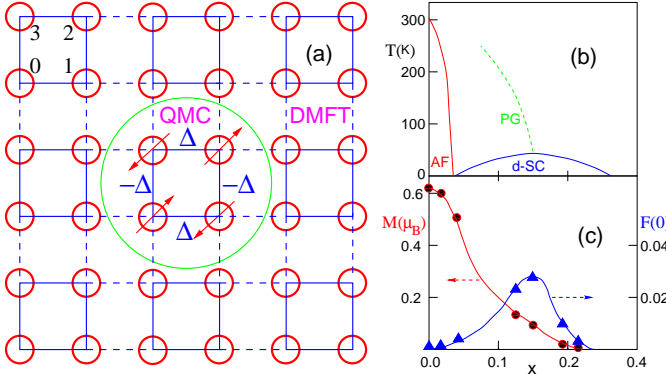 3 2
0 1
(a)
QMC
DMFT
Δ
−Δ −Δ
Δ
300
T(K)
200
100
0
(b)
PG
AF
d-SC
M(μB)
0.6
0.4
0.2
(c)
F(0)
0.04
0.02
0.0 0.1 0.2 0.4
x